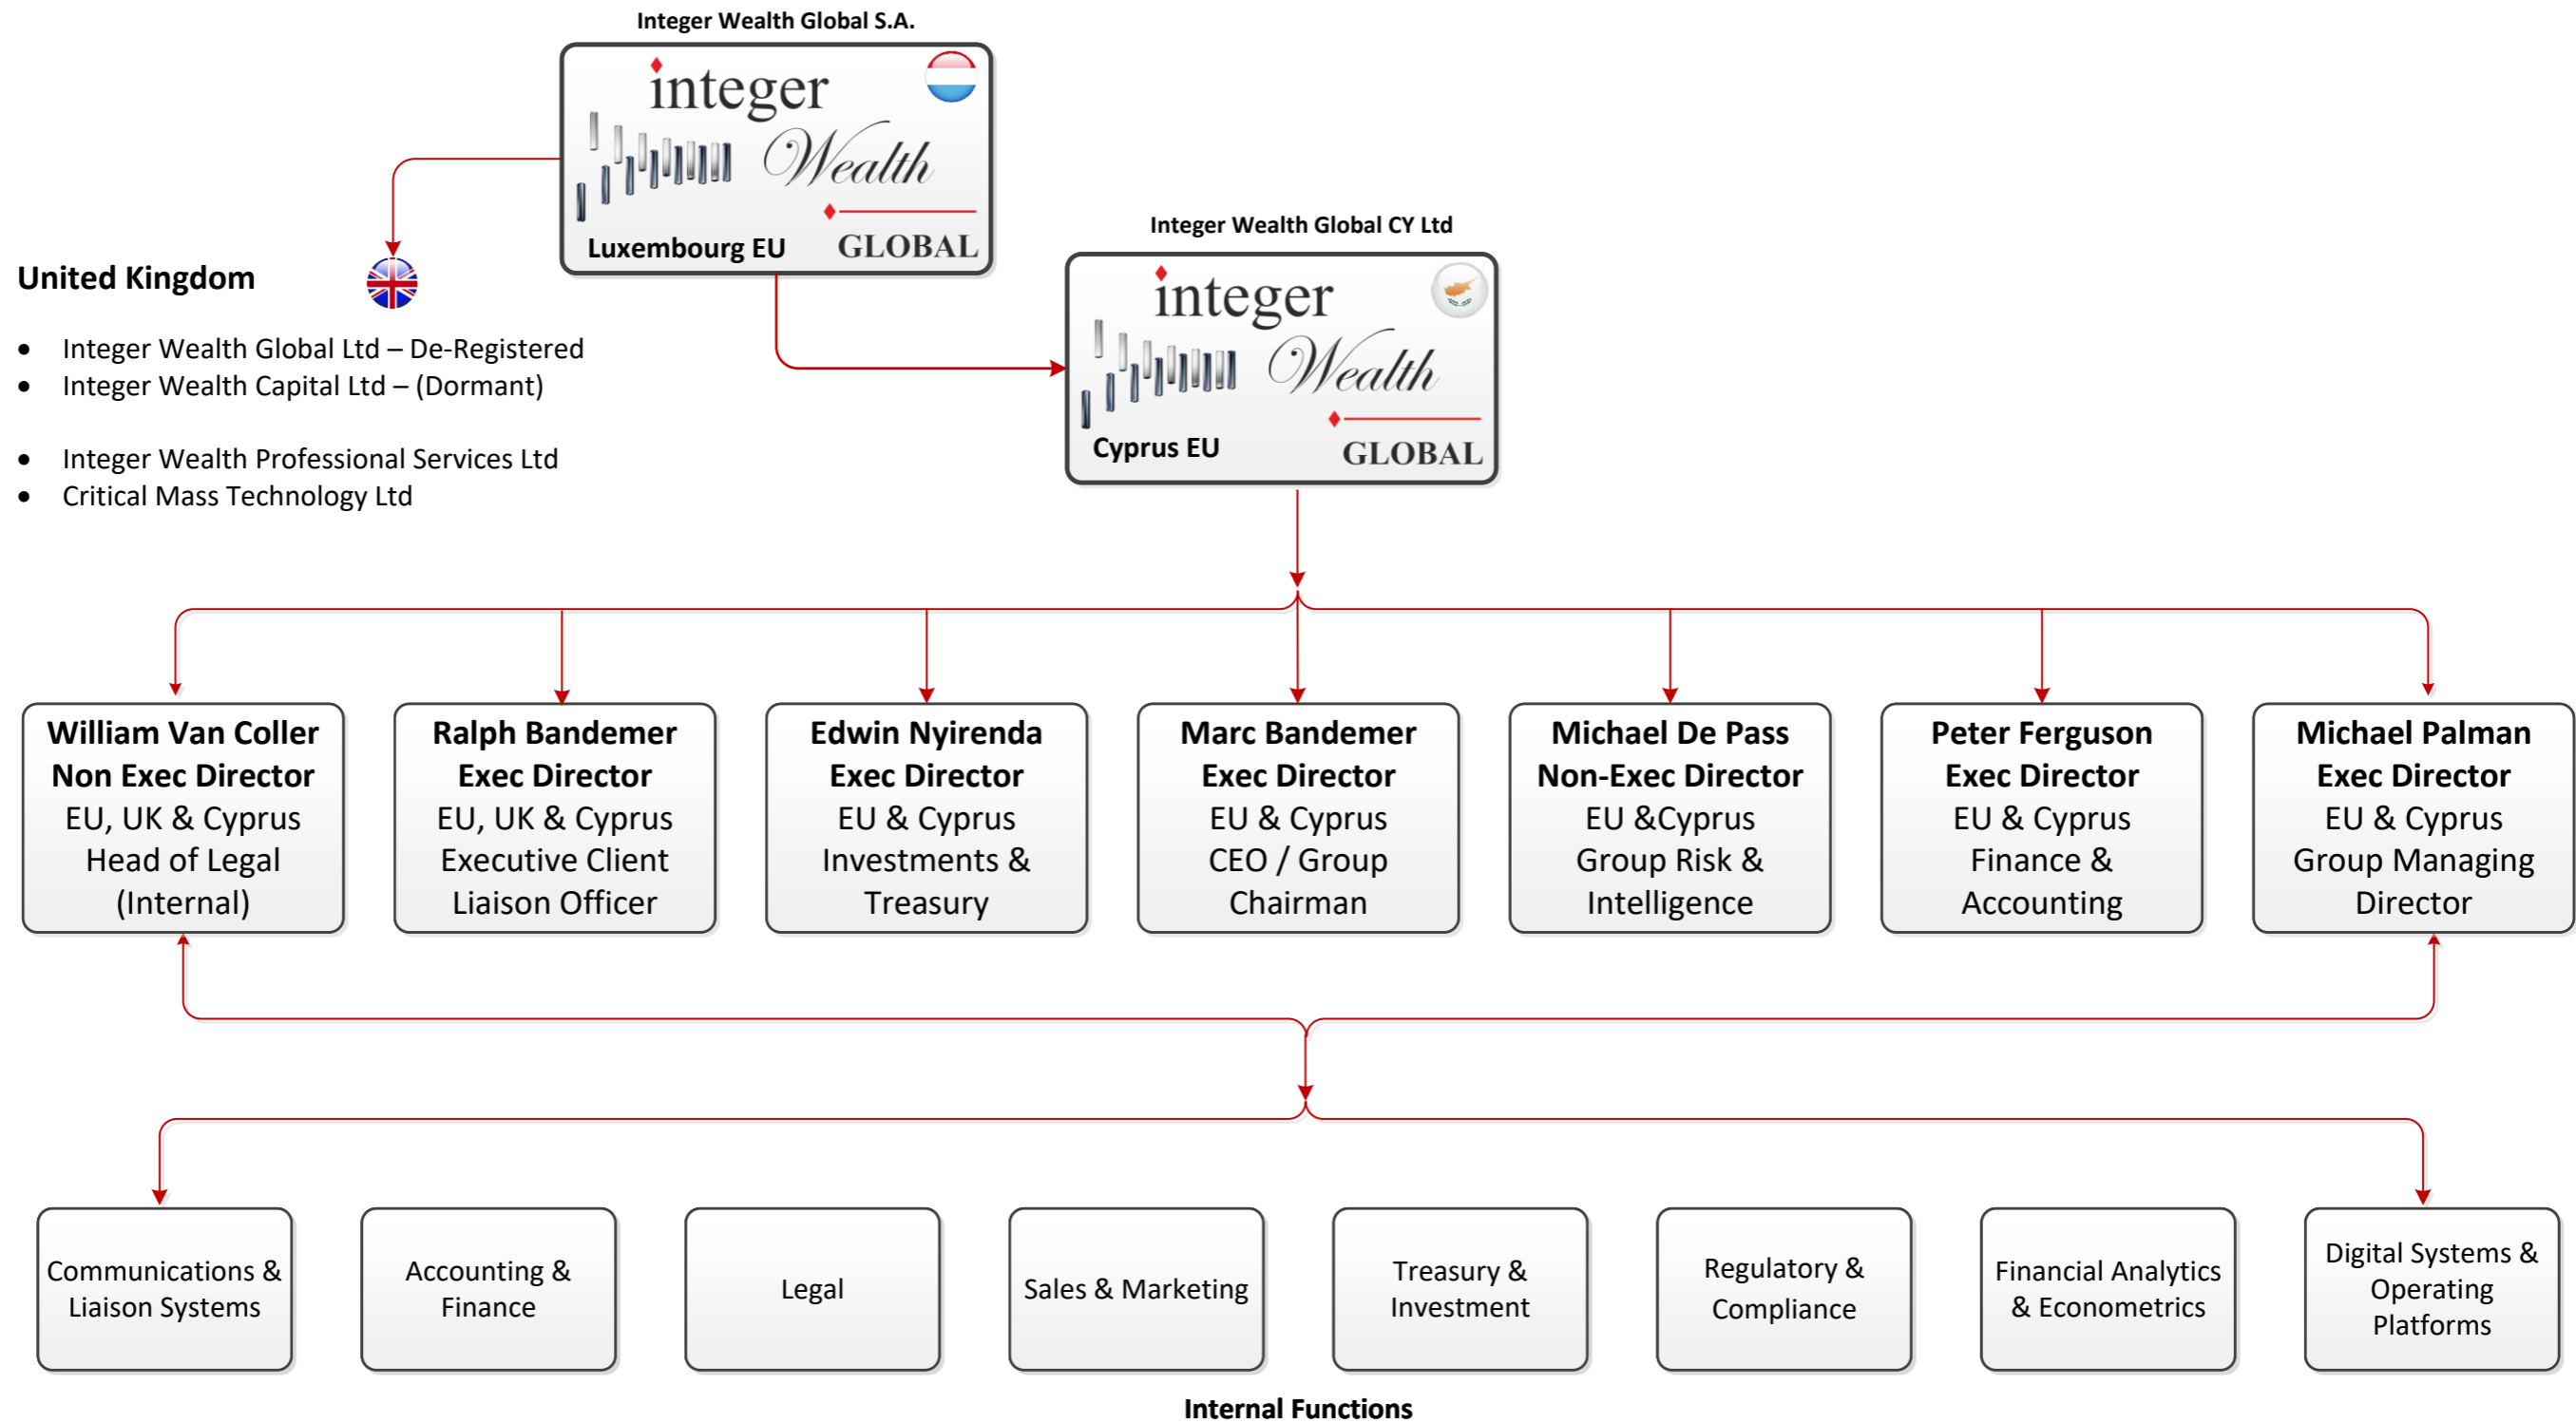 Integer Wealth Global S.A.
integer
Wealth
GLOBAL
Luxembourg EU
Integer Wealth Global CY Ltd
integer
Wealth
GLOBAL
Cyprus EU
United Kingdom
• Integer Wealth Global Ltd – De-Registered
• Integer Wealth Capital Ltd – (Dormant)
• Integer Wealth Professional Services Ltd
• Critical Mass Technology Ltd
William Van Coller
Non Exec Director
EU, UK & Cyprus
Head of Legal
(Internal)
Ralph Bandemer
Exec Director
EU, UK & Cyprus
Executive Client
Liaison Officer
Edwin Nyirenda
Exec Director
EU & Cyprus
Investments &
Treasury
Marc Bandemer
Exec Director
EU & Cyprus
CEO / Group
Chairman
Michael De Pass
Non-Exec Director
EU &Cyprus
Group Risk &
Intelligence
Peter Ferguson
Exec Director
EU & Cyprus
Finance &
Accounting
Michael Palman
Exec Director
EU & Cyprus
Group Managing
Director
Communications &
Liaison Systems
Accounting &
Finance
Legal
Sales & Marketing
Treasury &
Investment
Regulatory &
Compliance
Financial Analytics
& Econometrics
Digital Systems &
Operating
Platforms
Internal Functions